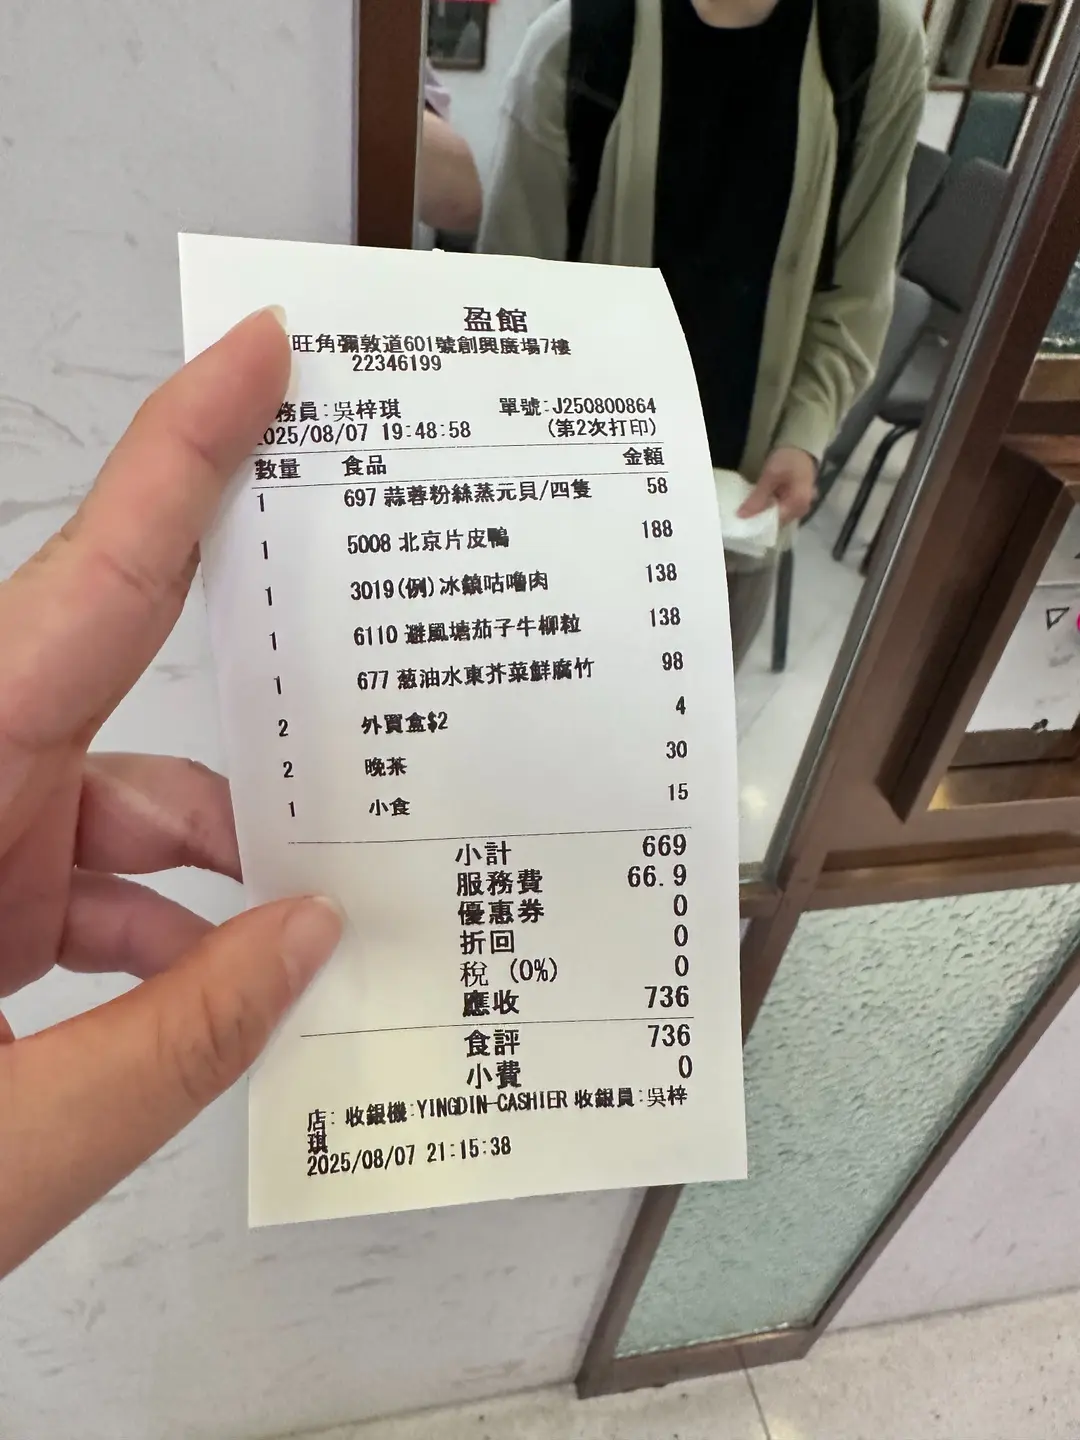 盈館
旺角彌敦道601號創興廣場7樓
22346199
務員:吳梓琪 單號:J250800864
2025/08/07 19:48:58 (第2次打印)
數量 食品 金額
1 697 蒜蓉粉絲蒸元貝/四隻 58
1 5008 北京片皮鴨 188
1 3019(例)冰鎮咕嚕肉 138
1 6110 避風塘茄子牛柳粒 138
1 677 葱油水東芥菜鮮腐竹 98
2 外買盒$2 4
2 晚茶 30
1 小食 15
小計 669
服務費 66.9
優惠券 0
折回 0
稅 (0%) 0
應收 736
食評 736
小費 0
店: 收銀機:YINGDIN-CASHIER 收銀員:吳梓
琪
2025/08/07 21:15:38